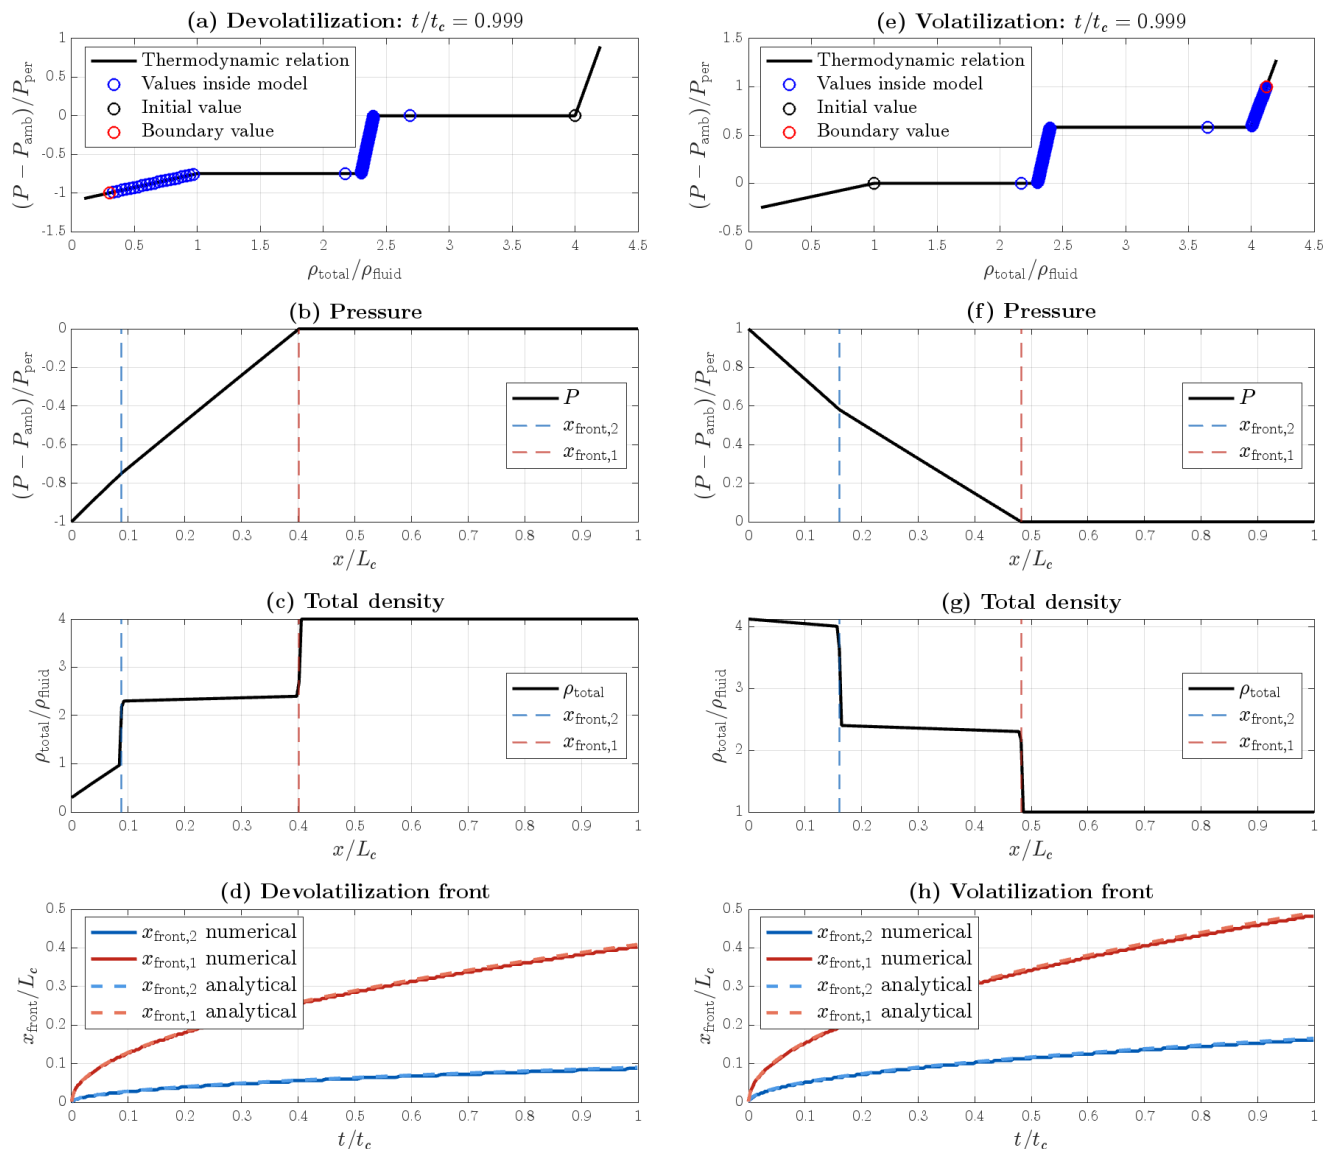 (a) Devolatilization: t/t_c = 0.999
(P − P_amb)/P_per
1
0.5
0
-0.5
-1
-1.5
Thermodynamic relation
Values inside model
Initial value
Boundary value
0 0.5 1 1.5 2 2.5 3 3.5 4 4.5
ρ_total/ρ_fluid
(e) Volatilization: t/t_c = 0.999
(P − P_amb)/P_per
1.5
1
0.5
0
-0.5
Thermodynamic relation
Values inside model
Initial value
Boundary value
0 0.5 1 1.5 2 2.5 3 3.5 4 4.5
ρ_total/ρ_fluid
(b) Pressure
(P − P_amb)/P_per
0
-0.2
-0.4
-0.6
-0.8
-1
P
x_front,2
x_front,1
0 0.1 0.2 0.3 0.4 0.5 0.6 0.7 0.8 0.9 1
x/L_c
(f) Pressure
(P − P_amb)/P_per
1
0.8
0.6
0.4
0.2
0
P
x_front,2
x_front,1
0 0.1 0.2 0.3 0.4 0.5 0.6 0.7 0.8 0.9 1
x/L_c
(c) Total density
ρ_total/ρ_fluid
4
3
2
1
0
ρ_total
x_front,2
x_front,1
0 0.1 0.2 0.3 0.4 0.5 0.6 0.7 0.8 0.9 1
x/L_c
(g) Total density
ρ_total/ρ_fluid
4
3
2
1
ρ_total
x_front,2
x_front,1
0 0.1 0.2 0.3 0.4 0.5 0.6 0.7 0.8 0.9 1
x/L_c
(d) Devolatilization front
x_front/L_c
0.5
0.4
0.3
0.2
0.1
0
x_front,2 numerical
x_front,1 numerical
x_front,2 analytical
x_front,1 analytical
0 0.1 0.2 0.3 0.4 0.5 0.6 0.7 0.8 0.9 1
t/t_c
(h) Volatilization front
x_front/L_c
0.5
0.4
0.3
0.2
0.1
0
x_front,2 numerical
x_front,1 numerical
x_front,2 analytical
x_front,1 analytical
0 0.1 0.2 0.3 0.4 0.5 0.6 0.7 0.8 0.9 1
t/t_c